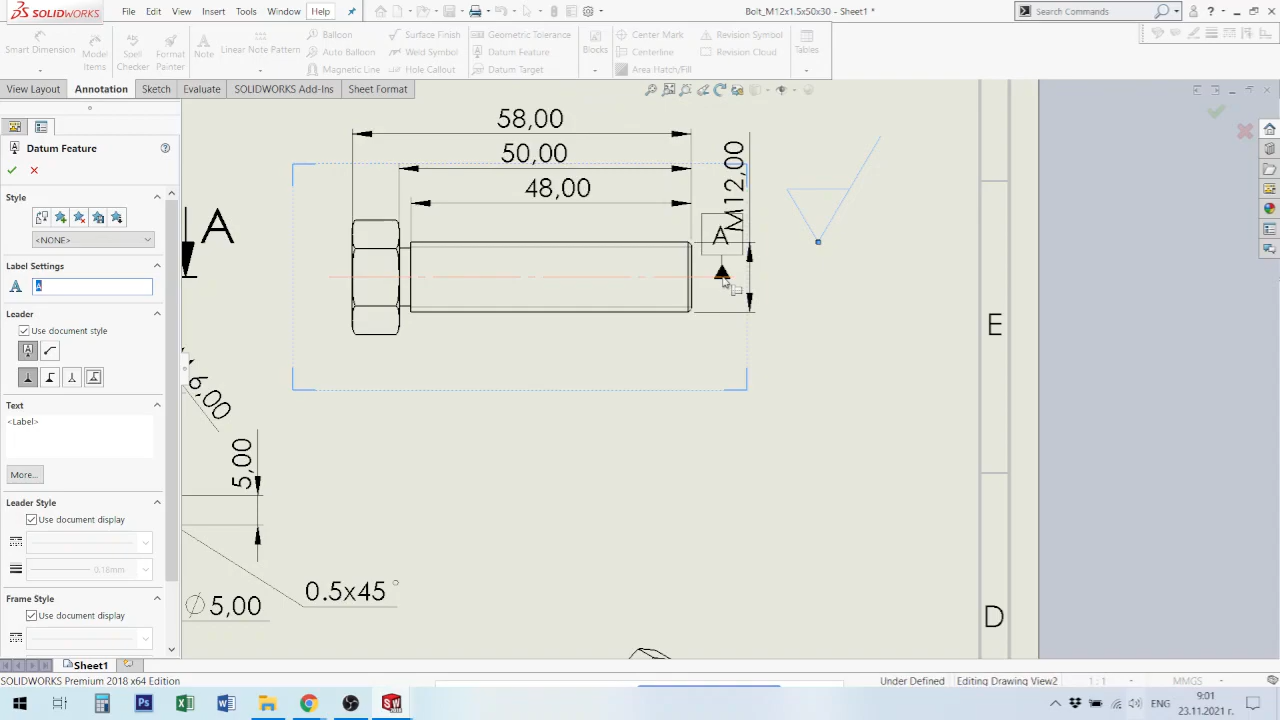 SOLIDWORKS File Edit View Insert Tools Window Help Bolt_M12x1.5x50x30 - Sheet1 * Search Commands
Smart Dimension Model Items Spell Checker Format Painter Note Linear Note Pattern Balloon Surface Finish Geometric Tolerance Blocks Center Mark Revision Symbol Tables
Auto Balloon Weld Symbol Datum Feature Centerline Revision Cloud
Magnetic Line Hole Callout Datum Target Area Hatch/Fill
View Layout Annotation Sketch Evaluate SOLIDWORKS Add-Ins Sheet Format
Datum Feature
Style
<NONE>
Label Settings
A
Leader
Use document style
Text
<Label>
More...
Leader Style
Use document display
0.18mm
Frame Style
Use document display
58,00
50,00
48,00
M12,00
A
A
6,00
5,00
0.5x45°
∅5,00
E
D
Sheet1
SOLIDWORKS Premium 2018 x64 Edition Under Defined Editing Drawing View2 1 : 1 MMGS
ENG 9:01
23.11.2021 г.